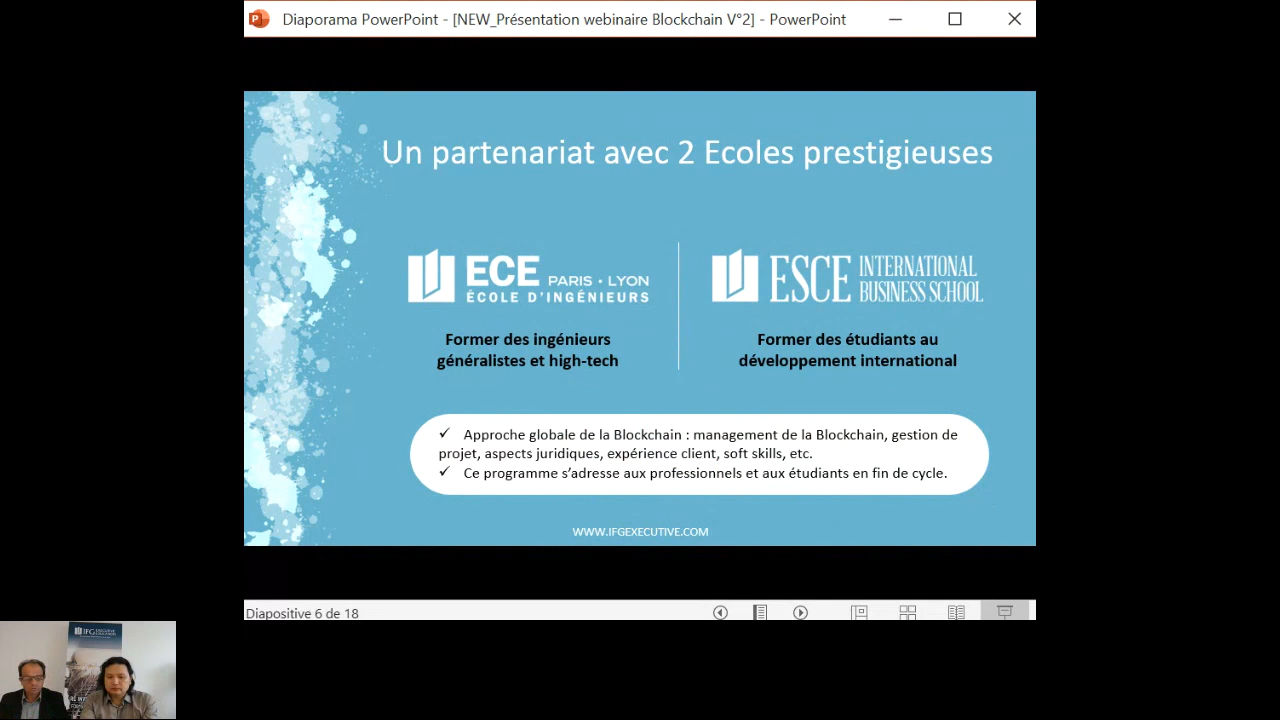 Diaporama PowerPoint - [NEW_Présentation webinaire Blockchain V°2] - PowerPoint
Un partenariat avec 2 Ecoles prestigieuses
ECE PARIS • LYON
ÉCOLE D'INGÉNIEURS
ESCE INTERNATIONAL
BUSINESS SCHOOL
Former des ingénieurs
généralistes et high-tech
Former des étudiants au
développement international
✓ Approche globale de la Blockchain : management de la Blockchain, gestion de
projet, aspects juridiques, expérience client, soft skills, etc.
✓ Ce programme s’adresse aux professionnels et aux étudiants en fin de cycle.
WWW.IFGEXECUTIVE.COM
Diapositive 6 de 18
IFG